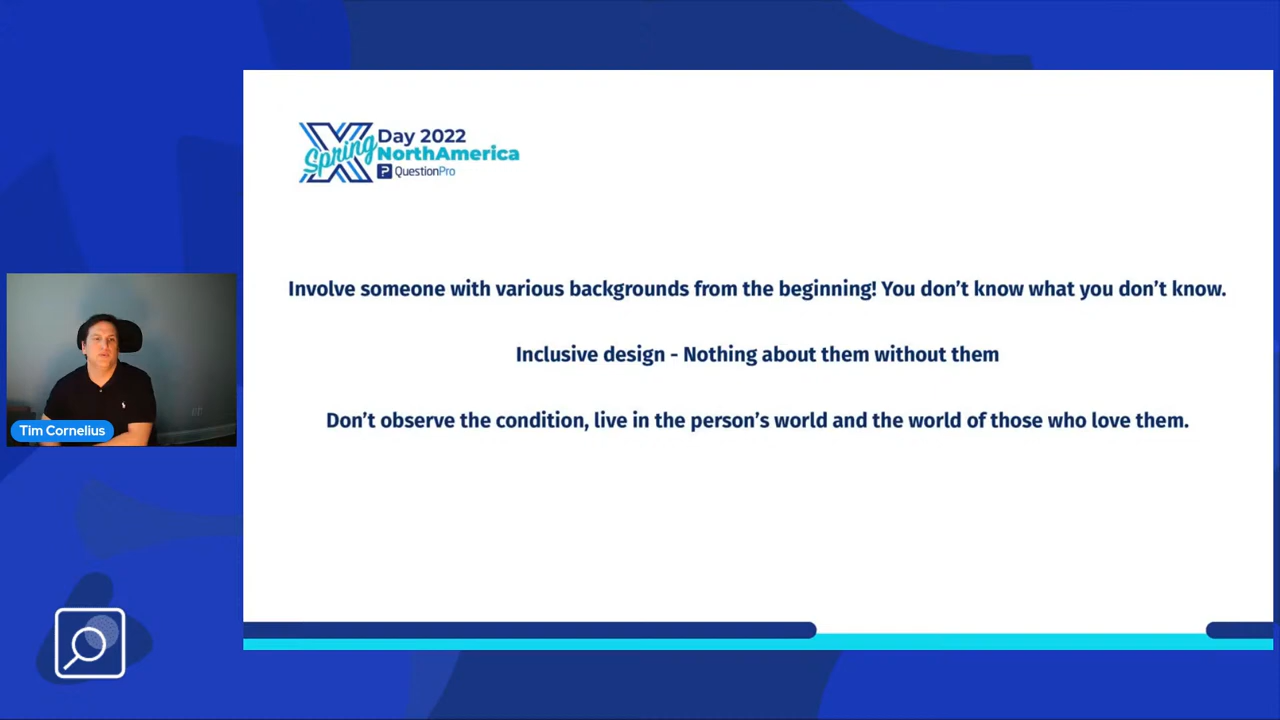 Spring
Day 2022
NorthAmerica
QuestionPro
Involve someone with various backgrounds from the beginning! You don’t know what you don’t know.
Inclusive design - Nothing about them without them
Don’t observe the condition, live in the person’s world and the world of those who love them.
Tim Cornelius